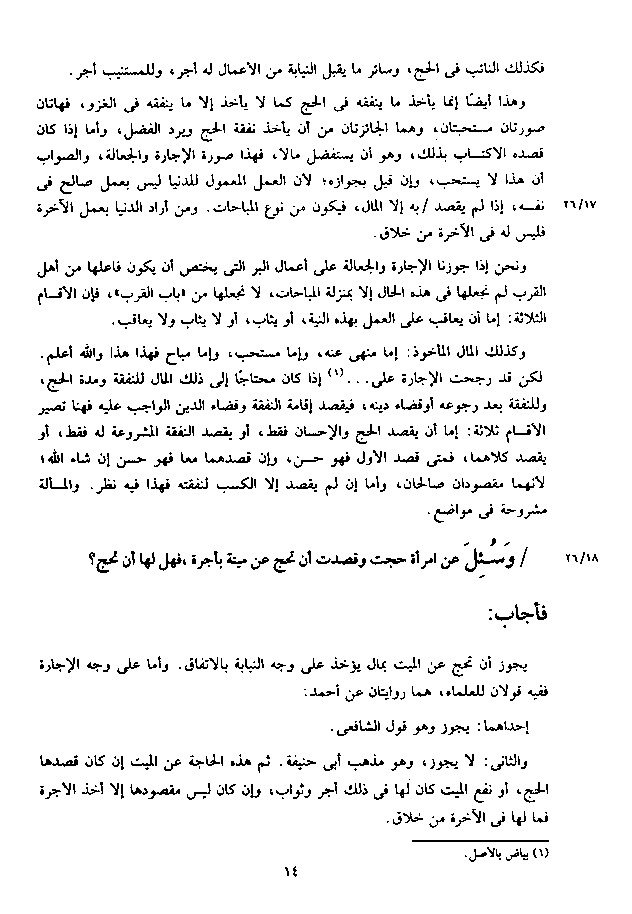 فكذلك النائب فى الحج، وسائر ما يقبل النيابة من الأعمال له أجر، وللمستنيب أجر.
وهذا أيضًا إنما يأخذ ما ينفقه فى الحج كما لا يأخذ إلا ما ينفقه فى الغزو، فهاتان
صورتان مستحبتان، وهما الجائزتان من أن يأخذ نفقة الحج ويرد الفضل، وأما إذا كان
قصده الاكتساب بذلك، وهو أن يستفضل مالا، فهذا صورة الإجارة والجعالة، والصواب
أن هذا لا يستحب، وإن قيل بجوازه؛ لأن العمل المعمول للدنيا ليس بعمل صالح فى
٢٦/١٧ نفسه، إذا لم يقصد / به إلا المال، فيكون من نوع المباحات. ومن أراد الدنيا بعمل الآخرة
فليس له فى الآخرة من خلاق.
ونحن إذا جوزنا الإجارة والجعالة على أعمال البر التى يختص أن يكون فاعلها من أهل
القرب لم نجعلها فى هذه الحال إلا بمنزلة المباحات، لا نجعلها من «باب القرب»، فإن الأقسام
الثلاثة: إما أن يعاقب على العمل بهذه النية، أو يثاب، أو لا يثاب ولا يعاقب.
وكذلك المال المأخوذ: إما منهى عنه، وإما مستحب، وإما مباح فهذا هذا والله أعلم.
لكن قد رجحت الإجارة على...(١) إذا كان محتاجًا إلى ذلك المال للنفقة ومدة الحج،
وللنفقة بعد رجوعه أوقضاء دينه، فيقصد إقامة النفقة وقضاء الدين الواجب عليه فهنا تصير
الأقسام ثلاثة: إما أن يقصد الحج والإحسان فقط، أو يقصد النفقة المشروعة له فقط، أو
يقصد كلاهما، فمتى قصد الأول فهو حسن، وإن قصدهما معا فهو حسن إن شاء الله؛
لأنهما مقصودان صالحان، وأما إن لم يقصد إلا الكسب لنفقته فهذا فيه نظر. والمسألة
مشروحة فى مواضع.
٢٦/١٨ / وَسُئِلَ عن امرأة حجت وقصدت أن تحج عن ميتة بأجرة ،فهل لها أن تحج؟
فأجاب:
يجوز أن تحج عن الميت بمال يؤخذ على وجه النيابة بالاتفاق. وأما على وجه الإجارة
ففيه قولان للعلماء، هما روايتان عن أحمد:
إحداهما: يجوز وهو قول الشافعى.
والثانى: لا يجوز، وهو مذهب أبى حنيفة. ثم هذه الحاجة عن الميت إن كان قصدها
الحج، أو نفع الميت كان لها فى ذلك أجر وثواب، وإن كان ليس مقصودها إلا أخذ الأجرة
فما لها فى الآخرة من خلاق.
(١) بياض بالأصل.
١٤